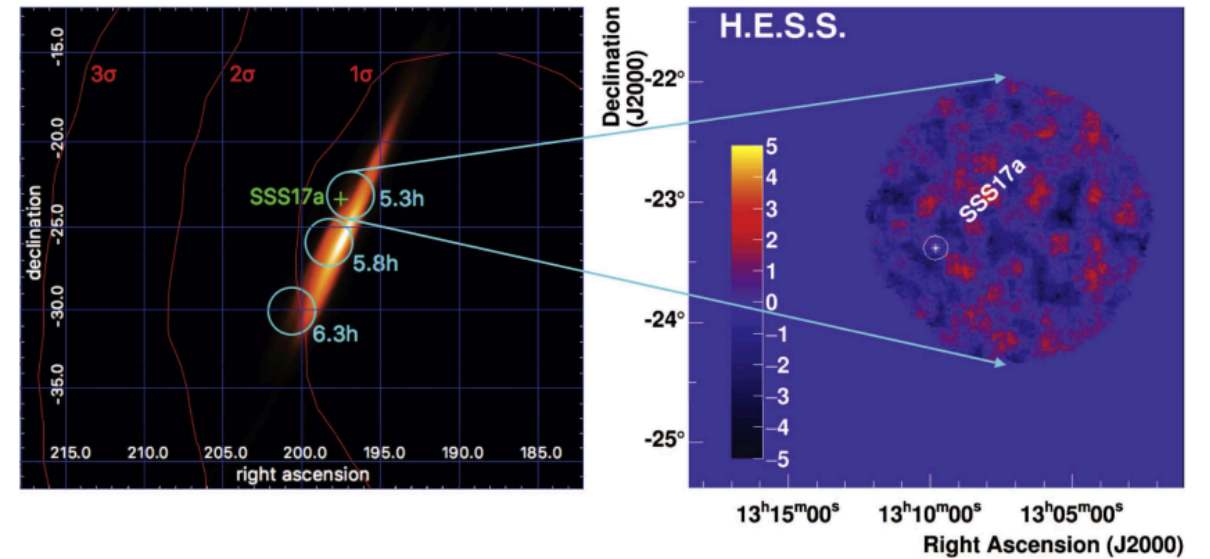 -15.0
-20.0
-25.0
-30.0
-35.0
declination
3σ
2σ
1σ
SSS17a
5.3h
5.8h
6.3h
215.0 210.0 205.0 200.0 195.0 190.0 185.0
right ascension
H.E.S.S.
Declination
(J2000)
-22°
-23°
-24°
-25°
5
4
3
2
1
0
−1
−2
−3
−4
−5
SSS17a
13ʰ15ᵐ00ˢ 13ʰ10ᵐ00ˢ 13ʰ05ᵐ00ˢ
Right Ascension (J2000)